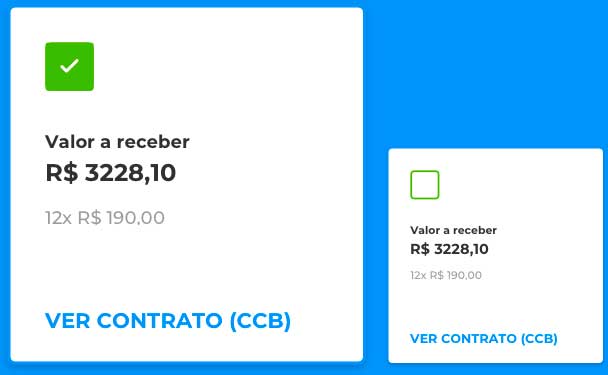 Valor a receber
R$ 3228,10
12x R$ 190,00
VER CONTRATO (CCB)
Valor a receber
R$ 3228,10
12x R$ 190,00
VER CONTRATO (CCB)